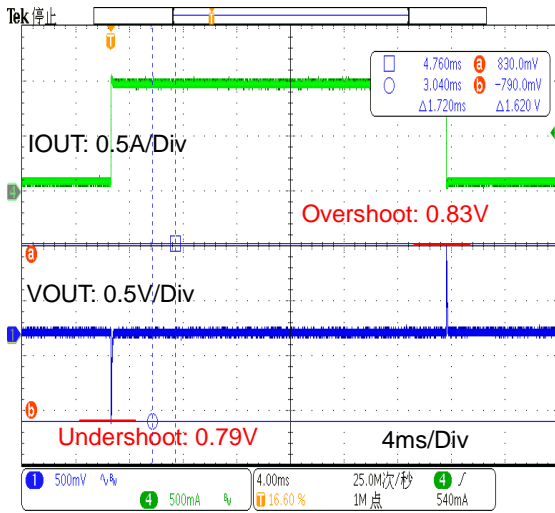 Tek 停止
T
T
4.760ms a 830.0mV
3.040ms b -790.0mV
Δ1.720ms Δ1.620 V
IOUT: 0.5A/Div
4
Overshoot: 0.83V
a
VOUT: 0.5V/Div
1
b
Undershoot: 0.79V
4ms/Div
1 500mV
4 500mA
4.00ms 25.0M次/秒 4
T 16.60 % 1M 点 540mA